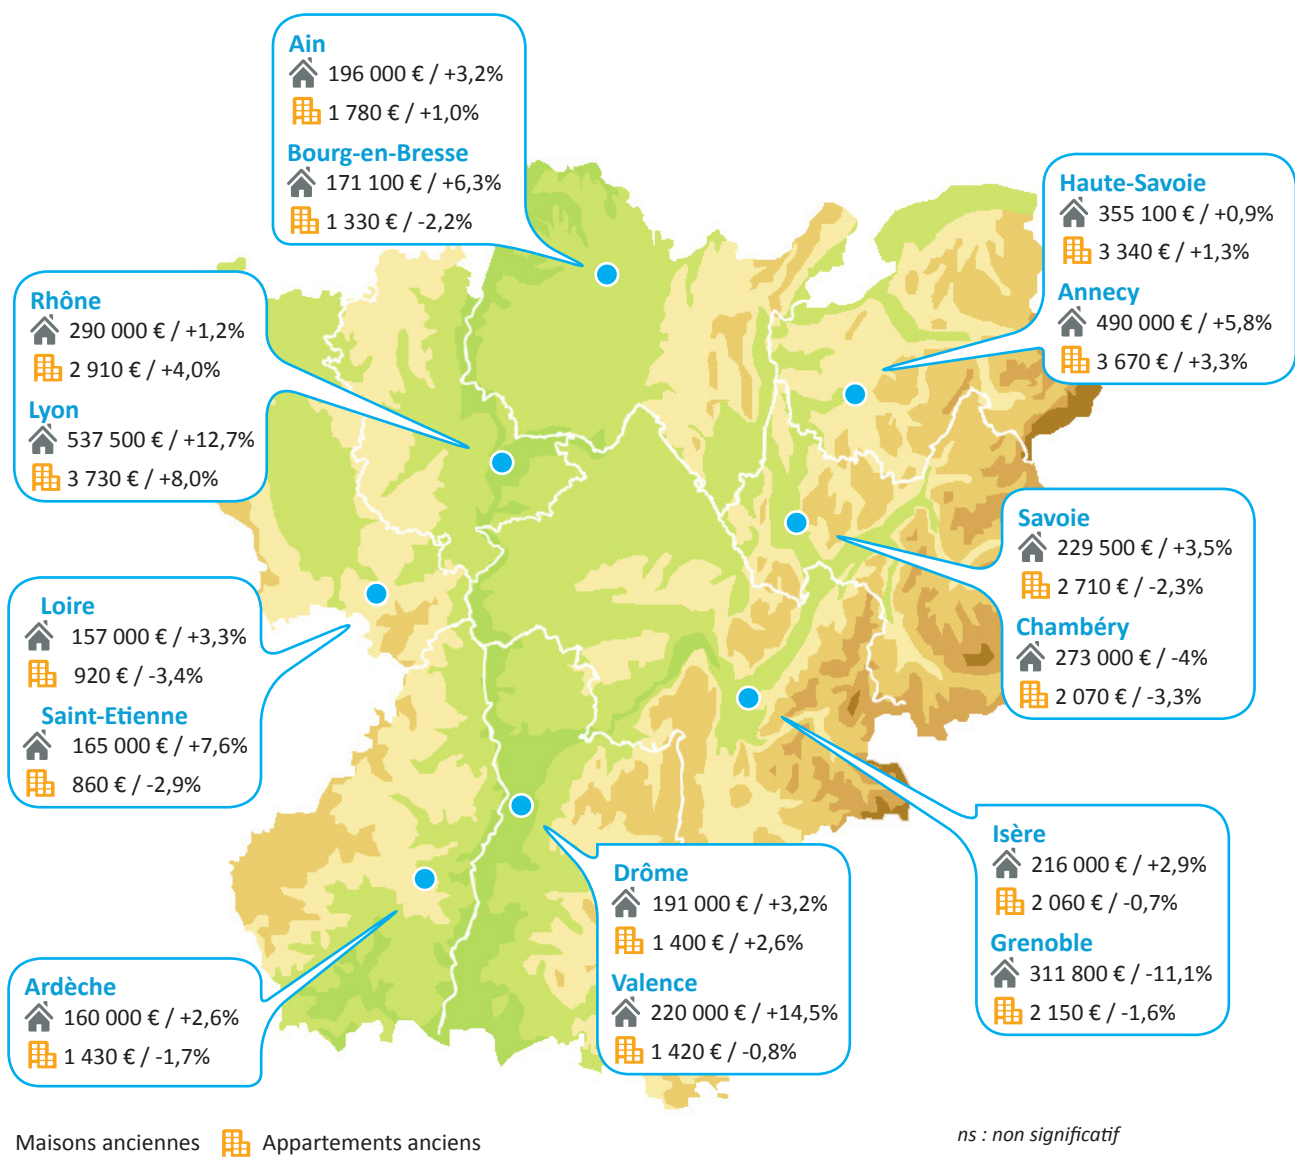 Ain
196 000 € / +3,2%
1 780 € / +1,0%
Bourg-en-Bresse
171 100 € / +6,3%
1 330 € / -2,2%
Haute-Savoie
355 100 € / +0,9%
3 340 € / +1,3%
Annecy
490 000 € / +5,8%
3 670 € / +3,3%
Rhône
290 000 € / +1,2%
2 910 € / +4,0%
Lyon
537 500 € / +12,7%
3 730 € / +8,0%
Savoie
229 500 € / +3,5%
2 710 € / -2,3%
Chambéry
273 000 € / -4%
2 070 € / -3,3%
Loire
157 000 € / +3,3%
920 € / -3,4%
Saint-Etienne
165 000 € / +7,6%
860 € / -2,9%
Isère
216 000 € / +2,9%
2 060 € / -0,7%
Grenoble
311 800 € / -11,1%
2 150 € / -1,6%
Drôme
191 000 € / +3,2%
1 400 € / +2,6%
Valence
220 000 € / +14,5%
1 420 € / -0,8%
Ardèche
160 000 € / +2,6%
1 430 € / -1,7%
Maisons anciennes Appartements anciens
ns : non significatif